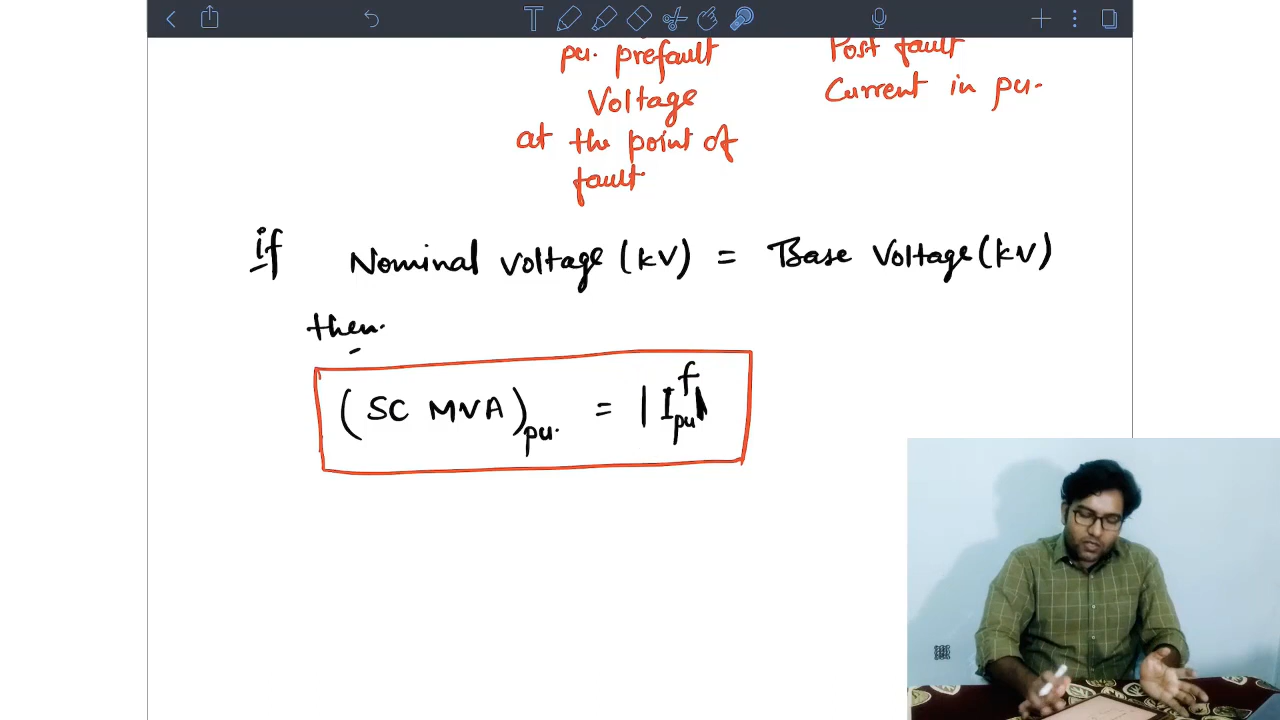 pu. prefault
Voltage
at the point of
fault
Post fault
Current in pu.
if Nominal voltage (kV) = Base Voltage (kV)
then.
(SC MVA)pu. = |I^f pu|